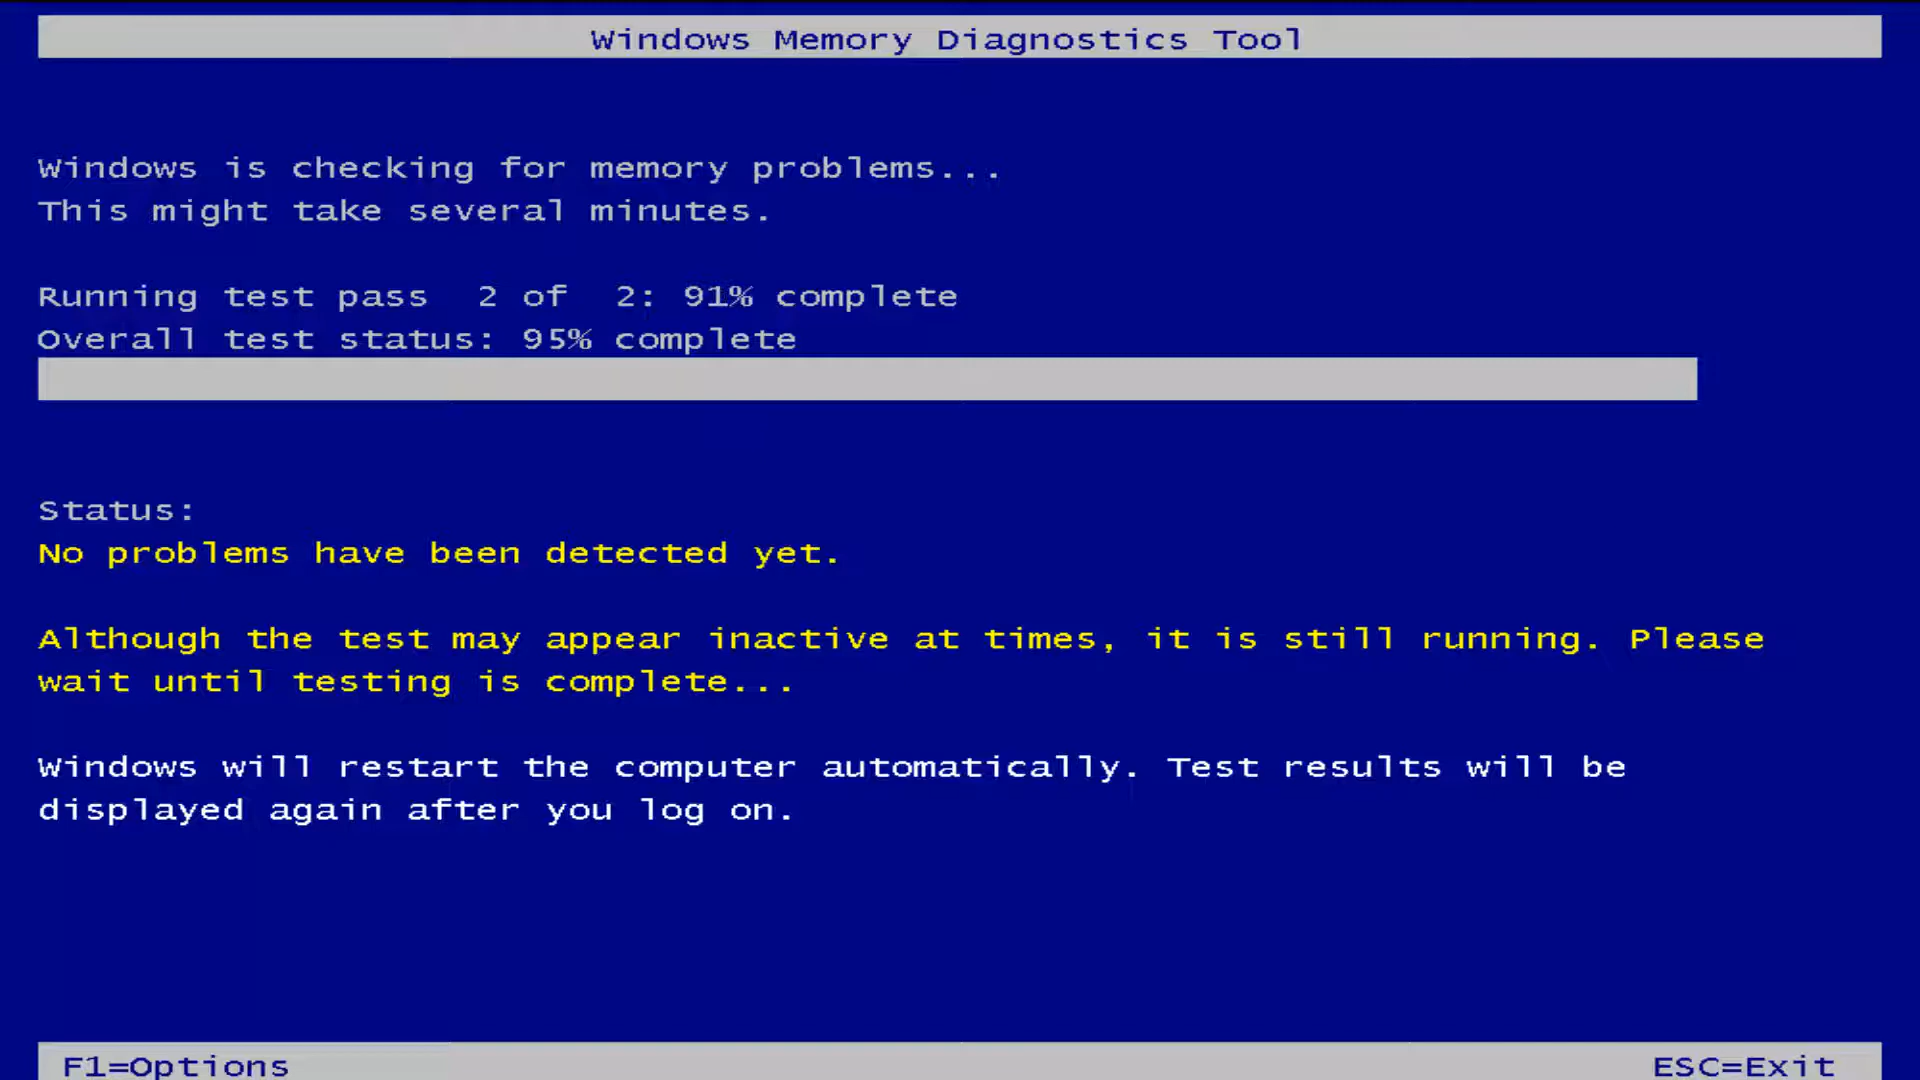 Windows Memory Diagnostics Tool
Windows is checking for memory problems...
This might take several minutes.
Running test pass  2 of  2: 91% complete
Overall test status: 95% complete
Status:
No problems have been detected yet.
Although the test may appear inactive at times, it is still running. Please
wait until testing is complete...
Windows will restart the computer automatically. Test results will be
displayed again after you log on.
F1=Options
ESC=Exit